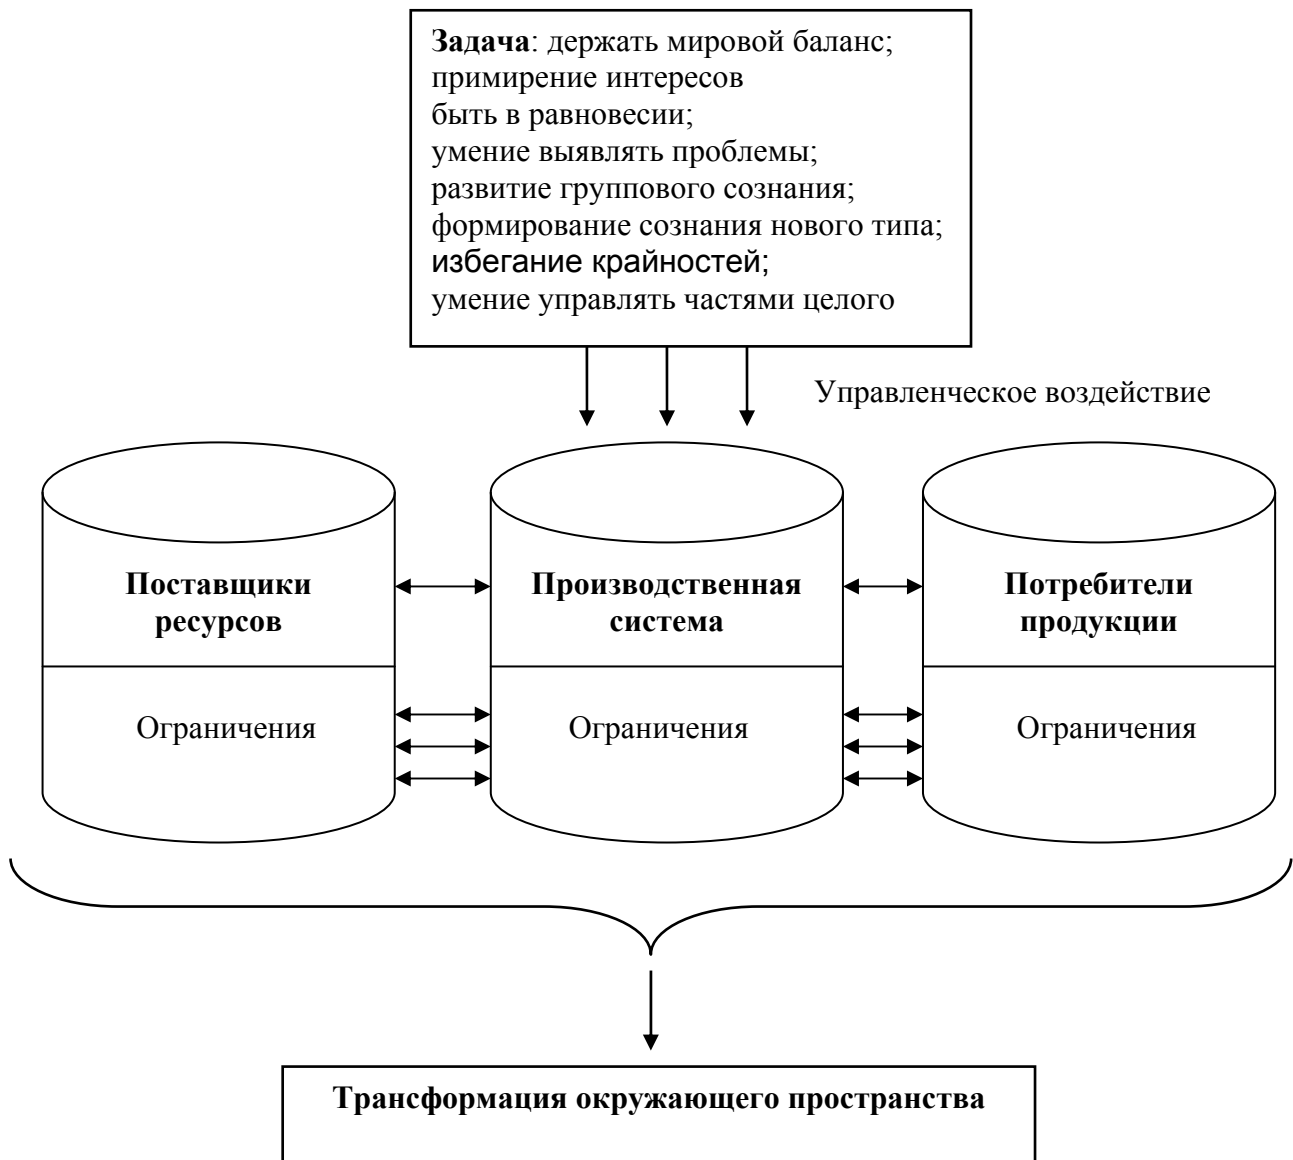 Задача: держать мировой баланс;
примирение интересов
быть в равновесии;
умение выявлять проблемы;
развитие группового сознания;
формирование сознания нового типа;
избегание крайностей;
умение управлять частями целого
Управленческое воздействие
Поставщики
ресурсов
Производственная
система
Потребители
продукции
Ограничения
Ограничения
Ограничения
Трансформация окружающего пространства